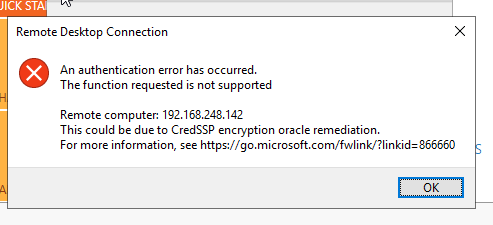 UICK STA
Remote Desktop Connection
An authentication error has occurred.
The function requested is not supported
Remote computer: 192.168.248.142
This could be due to CredSSP encryption oracle remediation.
For more information, see https://go.microsoft.com/fwlink/?linkid=866660
H
S
A
OK